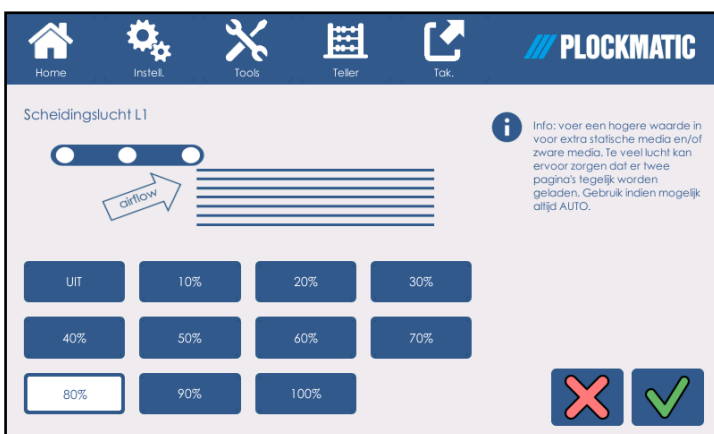 Home Instell. Tools Teller Tak. PLOCKMATIC
Scheidingslucht L1
airflow
Info: voer een hogere waarde in
voor extra statische media en/of
zware media. Te veel lucht kan
ervoor zorgen dat er twee
pagina's tegelijk worden
geladen. Gebruik indien mogelijk
altijd AUTO.
UIT 10% 20% 30%
40% 50% 60% 70%
80% 90% 100%